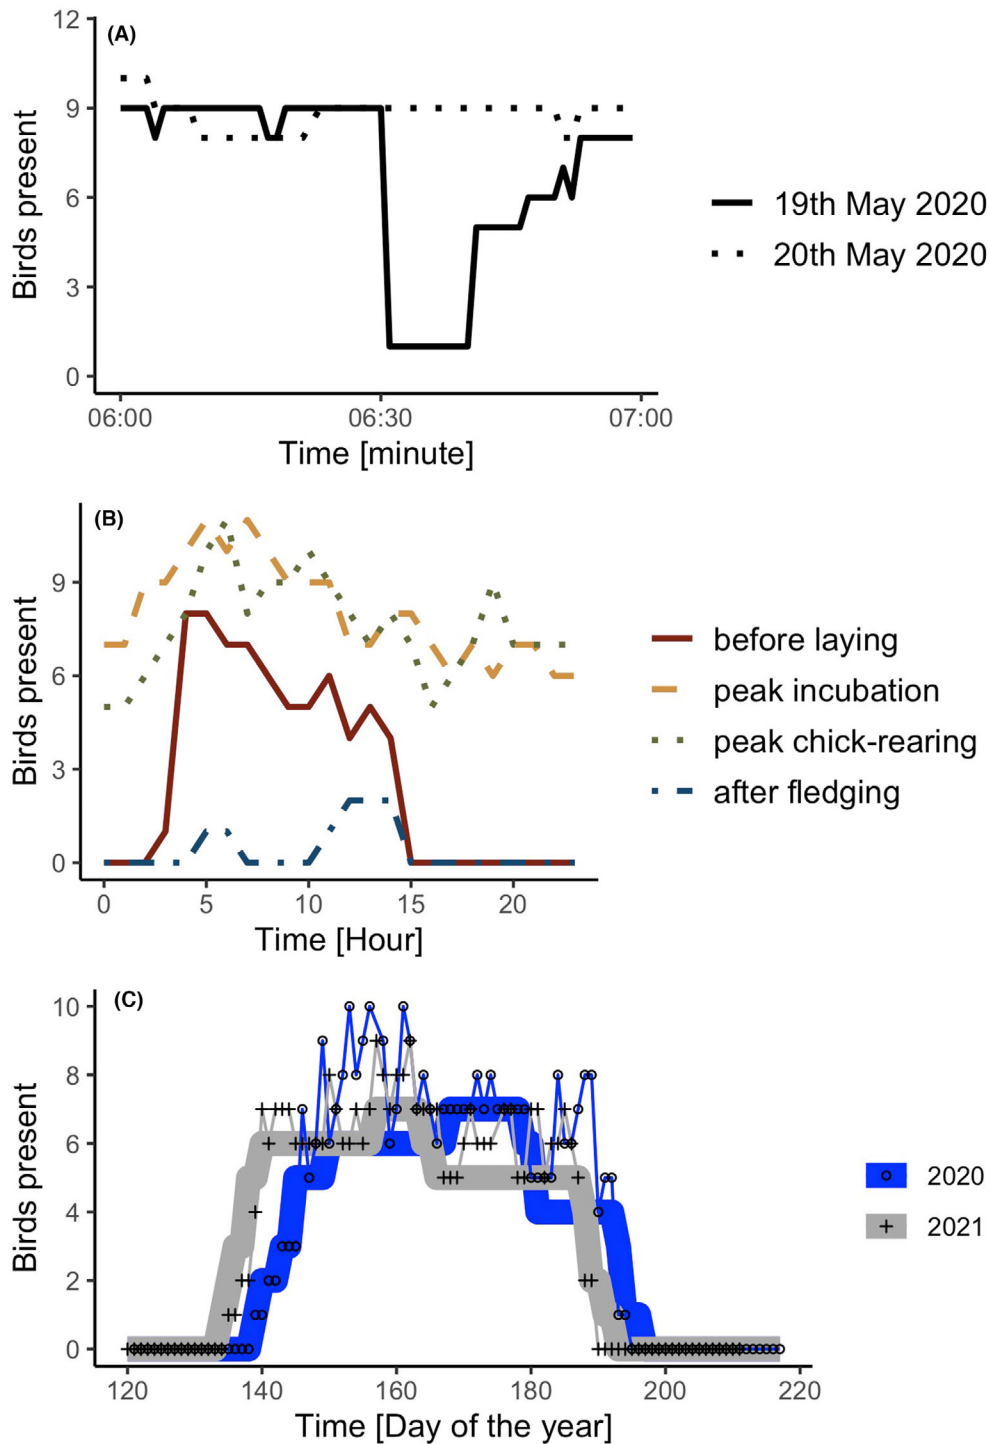 (A)
12
9
6
3
0
Birds present
06:00 06:30 07:00
Time [minute]
19th May 2020
20th May 2020
(B)
9
6
3
0
Birds present
0 5 10 15 20
Time [Hour]
before laying
peak incubation
peak chick-rearing
after fledging
(C)
10
8
6
4
2
0
Birds present
120 140 160 180 200 220
Time [Day of the year]
2020
2021